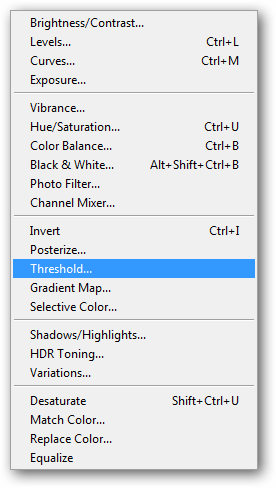 Brightness/Contrast...
Levels... Ctrl+L
Curves... Ctrl+M
Exposure...
Vibrance...
Hue/Saturation... Ctrl+U
Color Balance... Ctrl+B
Black & White... Alt+Shift+Ctrl+B
Photo Filter...
Channel Mixer...
Invert Ctrl+I
Posterize...
Threshold...
Gradient Map...
Selective Color...
Shadows/Highlights...
HDR Toning...
Variations...
Desaturate Shift+Ctrl+U
Match Color...
Replace Color...
Equalize